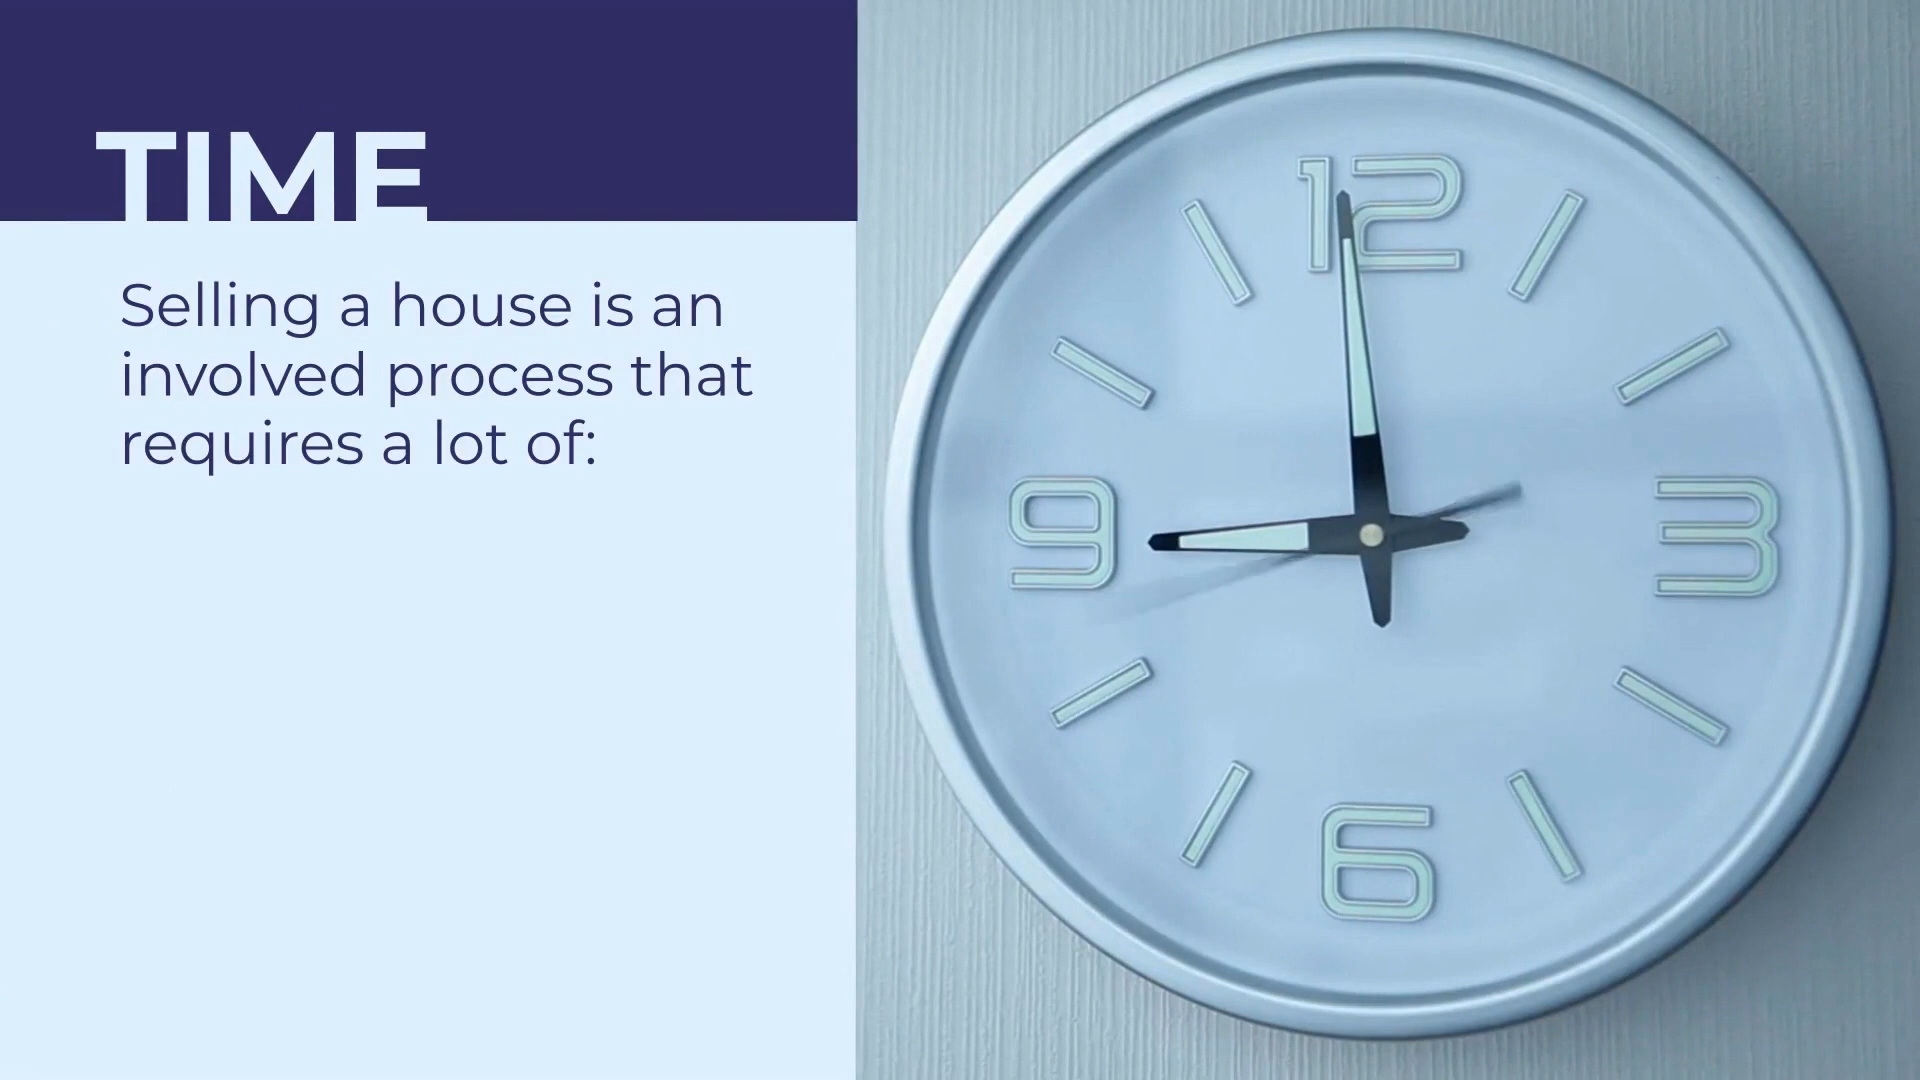 TIME
Selling a house is an
involved process that
requires a lot of:
12
9
3
6